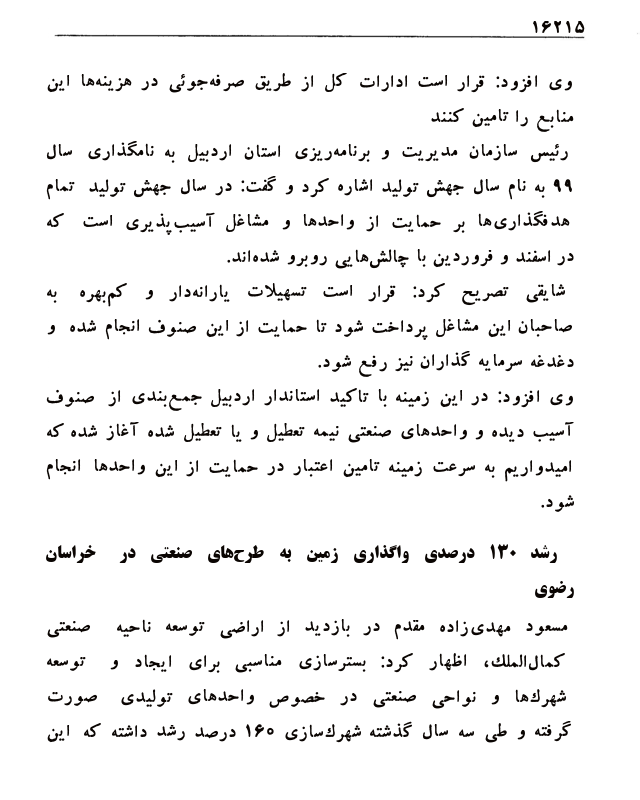 ۱۶۲۱۵
وی افزود: قرار است ادارات کل از طریق صرفه‌جوئی در هزینه‌ها این
منابع را تامین کنند
رئیس سازمان مدیریت و برنامه‌ریزی استان اردبیل به نامگذاری سال
۹۹ به نام سال جهش تولید اشاره کرد و گفت: در سال جهش تولید تمام
هدفگذاری‌ها بر حمایت از واحدها و مشاغل آسیب‌پذیری است که
در اسفند و فروردین با چالش‌هایی روبرو شده‌اند.
شایقی تصریح کرد: قرار است تسهیلات یارانه‌دار و کم‌بهره به
صاحبان این مشاغل پرداخت شود تا حمایت از این صنوف انجام شده و
دغدغه سرمایه گذاران نیز رفع شود.
وی افزود: در این زمینه با تاکید استاندار اردبیل جمع‌بندی از صنوف
آسیب دیده و واحدهای صنعتی نیمه تعطیل و یا تعطیل شده آغاز شده که
امیدواریم به سرعت زمینه تامین اعتبار در حمایت از این واحدها انجام
شود.
رشد ۱۳۰ درصدی واگذاری زمین به طرح‌های صنعتی در خراسان
رضوی
مسعود مهدی‌زاده مقدم در بازدید از اراضی توسعه ناحیه صنعتی
کمال‌الملك، اظهار کرد: بسترسازی مناسبی برای ایجاد و توسعه
شهرك‌ها و نواحی صنعتی در خصوص واحدهای تولیدی صورت
گرفته و طی سه سال گذشته شهرك‌سازی ۱۶۰ درصد رشد داشته که این